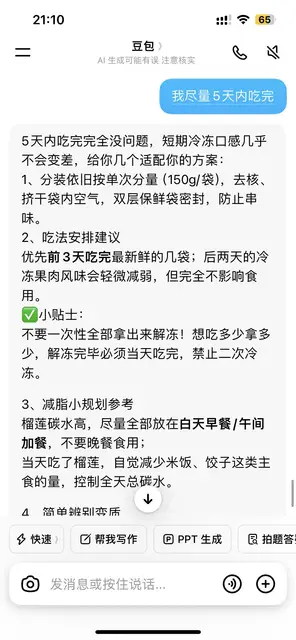 21:10
65
豆包
AI 生成可能有误 注意核实
我尽量5天内吃完
5天内吃完完全没问题，短期冷冻口感几乎
不会变差，给你几个适配你的方案：
1、分装依旧按单次分量 (150g/袋)，去核、
挤干袋内空气，双层保鲜袋密封，防止串
味。
2、吃法安排建议
优先前3天吃完最新鲜的几袋；后两天的冷
冻果肉风味会轻微减弱，但完全不影响食
用。
✅小贴士：
不要一次性全部拿出来解冻！想吃多少拿多
少，解冻完毕必须当天吃完，禁止二次冷
冻。
3、减脂小规划参考
榴莲碳水高，尽量全部放在白天早餐/午间
加餐，不要晚餐食用；
当天吃了榴莲，自觉减少米饭、饺子这类主
食的量，控制全天总碳水。
4、简单辨别变质
快速
帮我写作
PPT 生成
拍题答
发消息或按住说话...